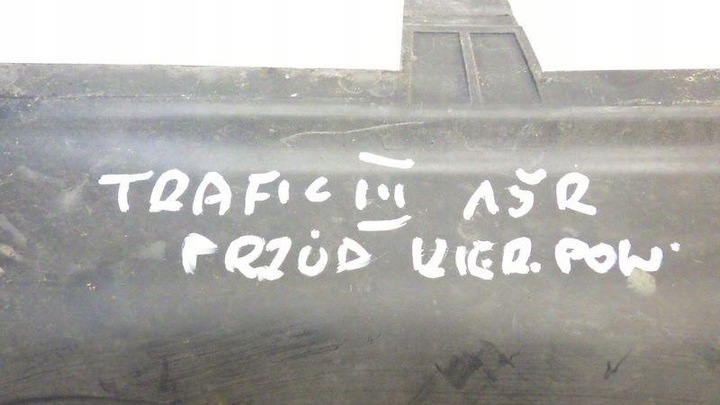 TRAFIC III 15R
PRZÓD KIER. POW.